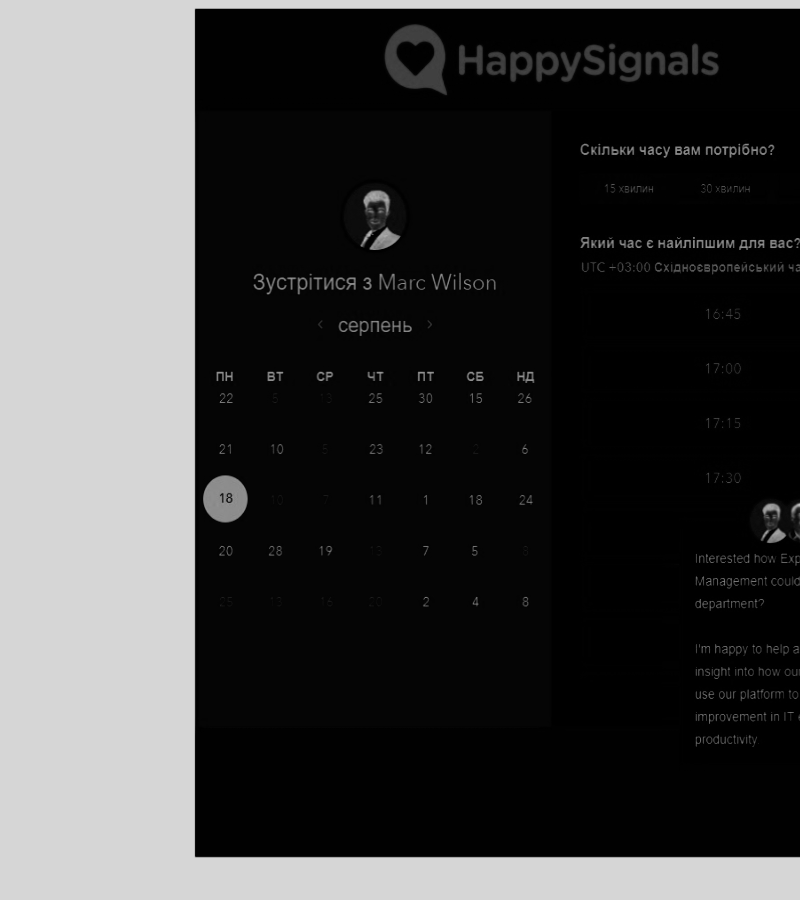 HappySignals
Зустрітися з Marc Wilson
серпень
ПН ВТ СР ЧТ ПТ СБ НД
22 5 13 25 30 15 26
21 10 23 12 2 6
18 10 7 11 1 18 24
20 28 19 7 5 8
25 13 16 20 2 4 8
Скільки часу вам потрібно?
15 хвилин 30 хвилин
Який час є найліпшим для вас?
UTC +03:00 Східноєвропейський ча
16:45
17:00
17:15
17:30
Interested how Exp
Management could
department?
I'm happy to help a
insight into how ou
use our platform to
improvement in IT
productivity.